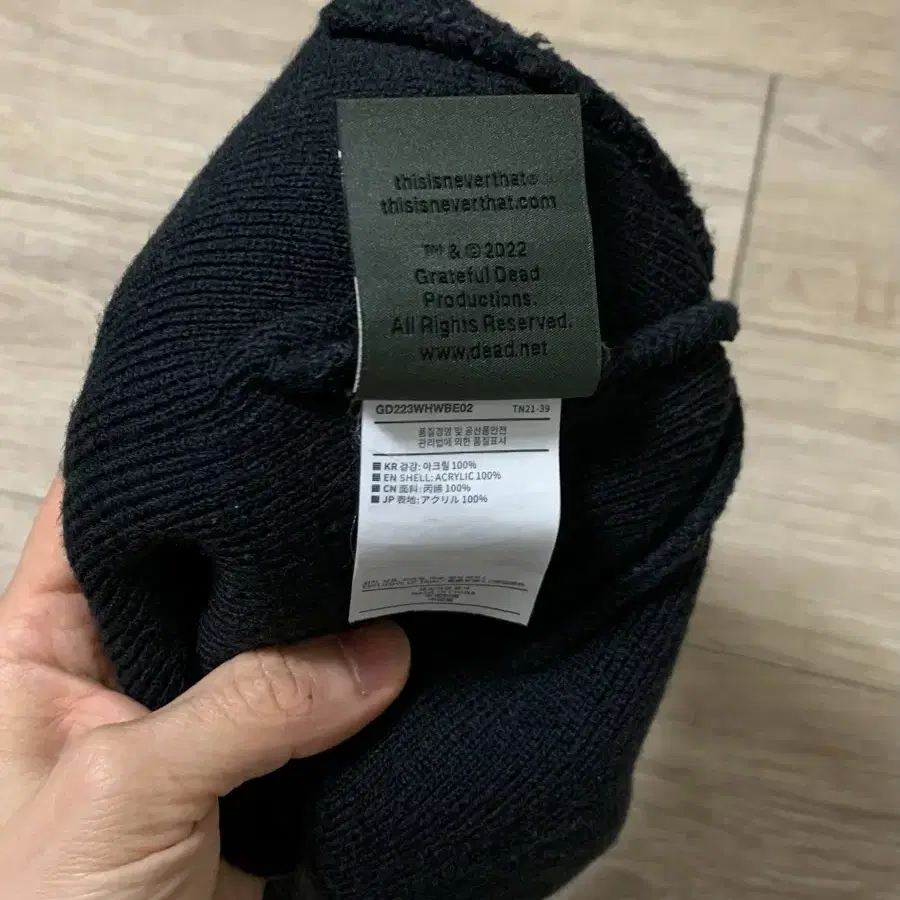 thisisneverthat®
thisisneverthat.com
™ & © 2022
Grateful Dead
Productions.
All Rights Reserved.
www.dead.net
GD223WHWBE02 TN21-39
품질경영 및 공산품안전
관리법에 의한 품질표시
KR 겉감: 아크릴 100%
EN SHELL: ACRYLIC 100%
CN 面料: 丙烯 100%
JP 表地: アクリル 100%